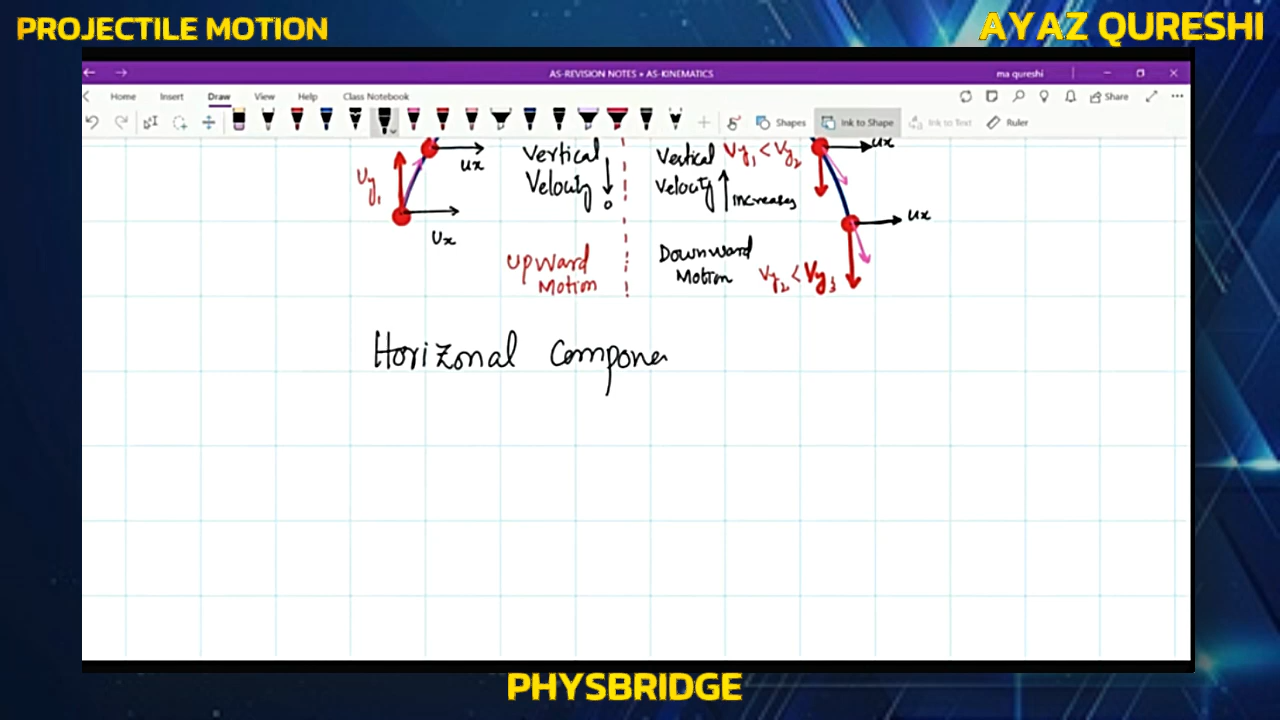 PROJECTILE MOTION
AYAZ QURESHI
AS-REVISION NOTES » AS-KINEMATICS
ma qureshi
Home Insert Draw View Help Class Notebook
Share
Shapes Ink to Shape Ink to Text Ruler
Vertical
Velocity
0
Uy1
Ux
Ux
Upward
Motion
Vertical Vy1 < Vy2
Velocity increases
Ux
Ux
Downward
Motion Vy2 < Vy3
Horizonal Compone
PHYSBRIDGE